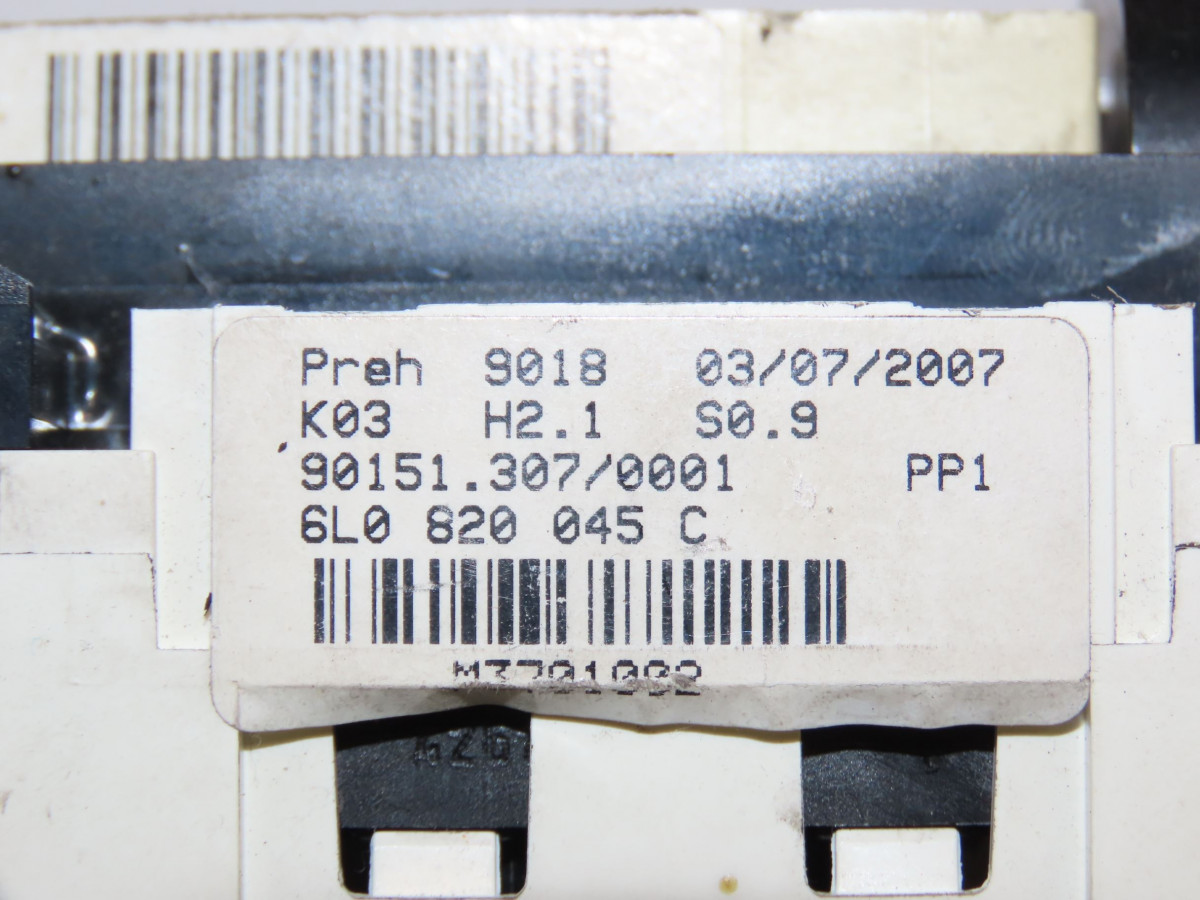 Preh 9018 03/07/2007
K03 H2.1 S0.9
90151.307/0001 PP1
6L0 820 045 C